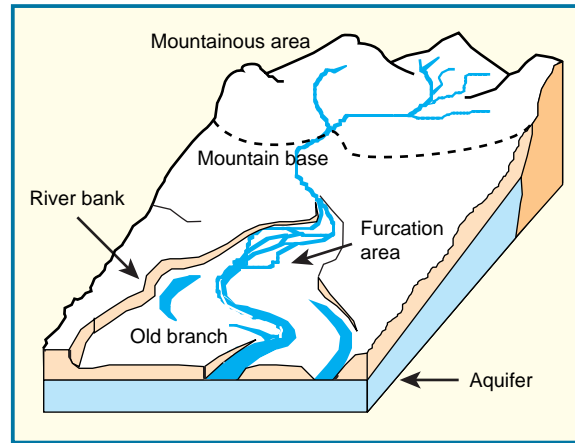 Mountainous area
Mountain base
River bank
Furcation
area
Old branch
Aquifer